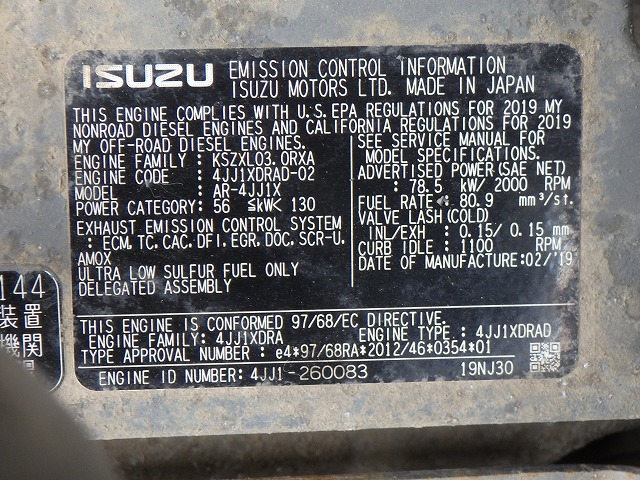 ISUZU EMISSION CONTROL INFORMATION
ISUZU MOTORS LTD. MADE IN JAPAN
THIS ENGINE COMPLIES WITH U.S.EPA REGULATIONS FOR 2019 MY
NONROAD DIESEL ENGINES AND CALIFORNIA REGULATIONS FOR 2019
MY OFF-ROAD DIESEL ENGINES.
ENGINE FAMILY : KSZXL03.0RXA
ENGINE CODE : 4JJ1XDRAD-02
MODEL : AR-4JJ1X
POWER CATEGORY: 56 ≦kW< 130
EXHAUST EMISSION CONTROL SYSTEM
: ECM, TC, CAC, DFI, EGR, DOC, SCR-U,
AMOX
ULTRA LOW SULFUR FUEL ONLY
DELEGATED ASSEMBLY
SEE SERVICE MANUAL FOR
MODEL SPECIFICATION.
ADVERTISED POWER(SAE NET)
: 78.5 kW/ 2000 RPM
FUEL RATE : 80.9 mm³/st.
VALVE LASH(COLD)
IN/EXH : 0.15/ 0.15 mm
CURB IDLE : 1100 RPM
DATE OF MANUFACTURE:02/'19
THIS ENGINE IS CONFORMED 97/68/EC DIRECTIVE.
ENGINE FAMILY: 4JJ1XDRA ENGINE TYPE : 4JJ1XDRAD
TYPE APPROVAL NUMBER : e4*97/68RA*2012/46*0354*01
ENGINE ID NUMBER: 4JJ1-260083 19NJ30
144
装置
機関